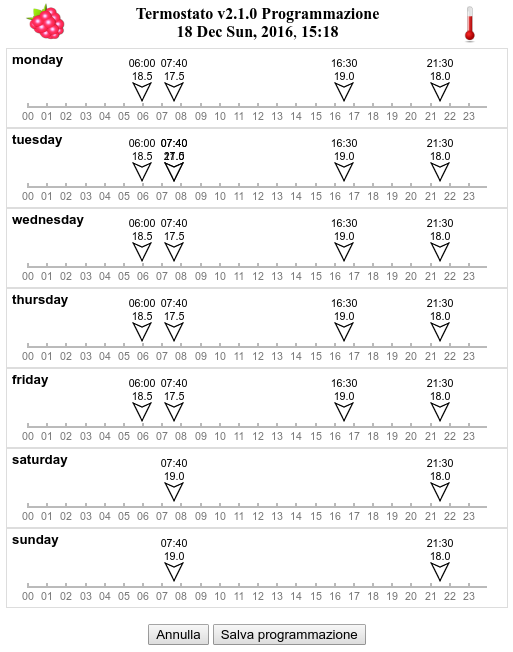 Termostato v2.1.0 Programmazione
18 Dec Sun, 2016, 15:18
monday
06:00 07:40 16:30 21:30
18.5 17.5 19.0 18.0
00 01 02 03 04 05 06 07 08 09 10 11 12 13 14 15 16 17 18 19 20 21 22 23
tuesday
06:00 07:40 16:30 21:30
18.5 19.0 18.0
00 01 02 03 04 05 06 07 08 09 10 11 12 13 14 15 16 17 18 19 20 21 22 23
wednesday
06:00 07:40 16:30 21:30
18.5 17.5 19.0 18.0
00 01 02 03 04 05 06 07 08 09 10 11 12 13 14 15 16 17 18 19 20 21 22 23
thursday
06:00 07:40 16:30 21:30
18.5 17.5 19.0 18.0
00 01 02 03 04 05 06 07 08 09 10 11 12 13 14 15 16 17 18 19 20 21 22 23
friday
06:00 07:40 16:30 21:30
18.5 17.5 19.0 18.0
00 01 02 03 04 05 06 07 08 09 10 11 12 13 14 15 16 17 18 19 20 21 22 23
saturday
07:40 21:30
19.0 18.0
00 01 02 03 04 05 06 07 08 09 10 11 12 13 14 15 16 17 18 19 20 21 22 23
sunday
07:40 21:30
19.0 18.0
00 01 02 03 04 05 06 07 08 09 10 11 12 13 14 15 16 17 18 19 20 21 22 23
Annulla Salva programmazione